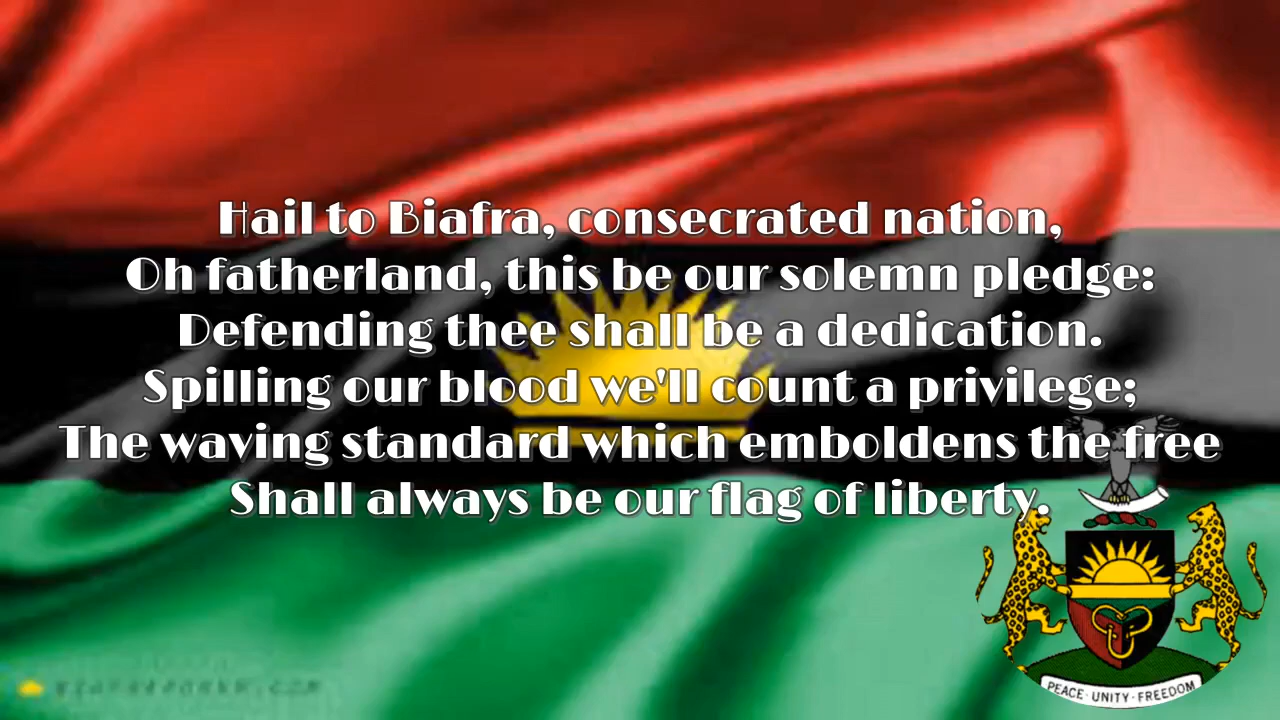 Hail to Biafra, consecrated nation,
Oh fatherland, this be our solemn pledge:
Defending thee shall be a dedication.
Spilling our blood we'll count a privilege;
The waving standard which emboldens the free
Shall always be our flag of liberty.
PEACE · UNITY · FREEDOM